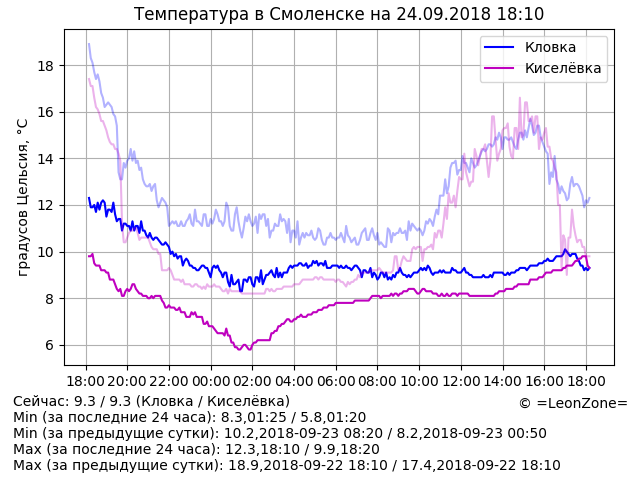 Температура в Смоленске на 24.09.2018 18:10
Кловка
Киселёвка
градусов Цельсия, °C
18
16
14
12
10
8
6
18:00 20:00 22:00 00:00 02:00 04:00 06:00 08:00 10:00 12:00 14:00 16:00 18:00
Сейчас: 9.3 / 9.3 (Кловка / Киселёвка)
© =LeonZone=
Min (за последние 24 часа): 8.3,01:25 / 5.8,01:20
Min (за предыдущие сутки): 10.2,2018-09-23 08:20 / 8.2,2018-09-23 00:50
Max (за последние 24 часа): 12.3,18:10 / 9.9,18:20
Max (за предыдущие сутки): 18.9,2018-09-22 18:10 / 17.4,2018-09-22 18:10